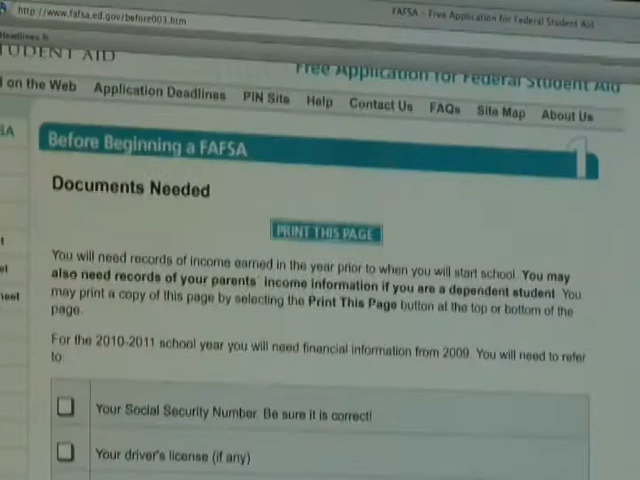 http://www.fafsa.ed.gov/before003.htm
FAFSA - Free Application for Federal Student Aid
Headlines
TUDENT AID
Free Application for Federal Student Aid
on the Web Application Deadlines PIN Site Help Contact Us FAQs Site Map About Us
SA
Before Beginning a FAFSA
1
Documents Needed
PRINT THIS PAGE
You will need records of income earned in the year prior to when you will start school. You may
also need records of your parents' income information if you are a dependent student. You
may print a copy of this page by selecting the Print This Page button at the top or bottom of the
page.
For the 2010-2011 school year you will need financial information from 2009. You will need to refer
to:
Your Social Security Number. Be sure it is correct!
Your driver's license (if any)